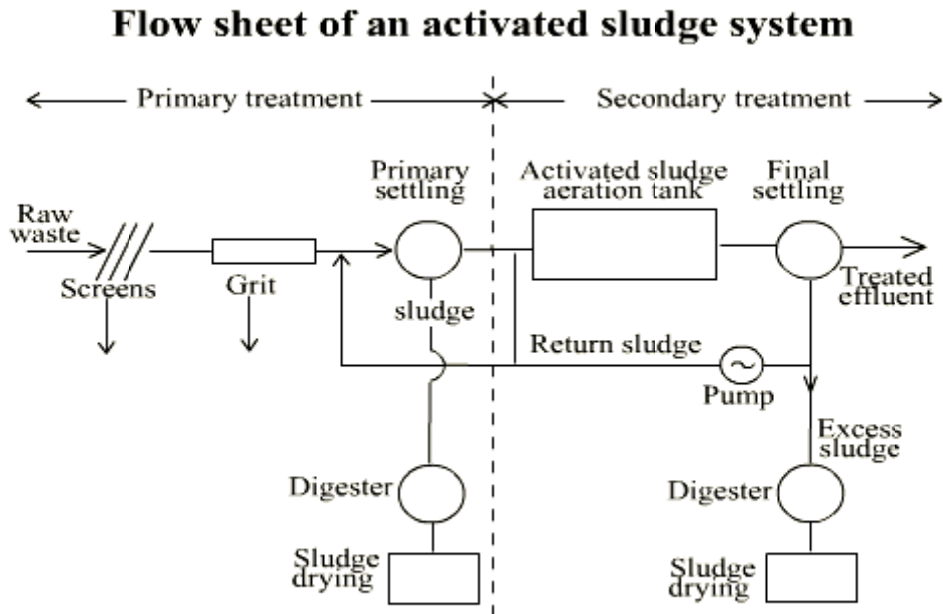 Flow sheet of an activated sludge system
Primary treatment
Secondary treatment
Primary
settling
Activated sludge
aeration tank
Final
settling
Raw
waste
Screens
Grit
sludge
Treated
effluent
Return sludge
Pump
Excess
sludge
Digester
Digester
Sludge
drying
Sludge
drying